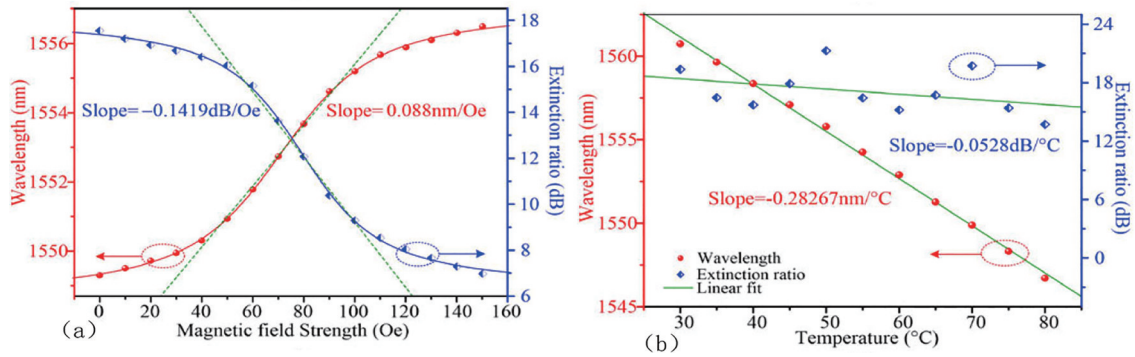 1556
1554
1552
1550
Wavelength (nm)
Slope=−0.1419dB/Oe
Slope=0.088nm/Oe
18
16
14
12
18
8
6
Extinction ratio (dB)
0
20
40
60
80
100
120
140
160
(a)
Magnetic field Strength (Oe)
1560
1555
1550
1545
Wavelength (nm)
Slope=-0.0528dB/°C
Slope=-0.28267nm/°C
Wavelength
Extinction ratio
Linear fit
24
18
15
6
0
Extinction ratio (dB)
30
40
50
60
70
80
(b)
Temperature (°C)